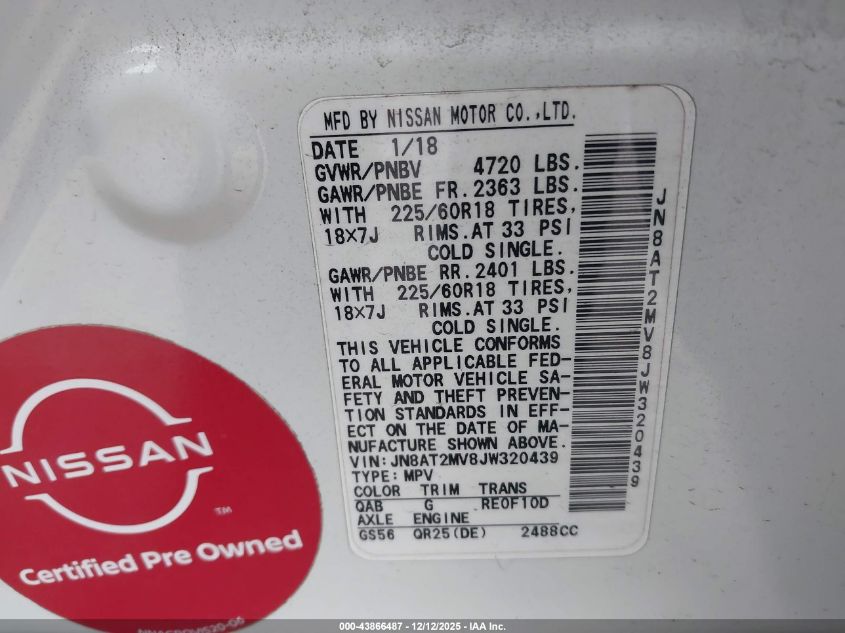 MFD BY NISSAN MOTOR CO.,LTD.
DATE 1/18
GVWR/PNBV 4720 LBS.
GAWR/PNBE FR. 2363 LBS.
WITH 225/60R18 TIRES,
18X7J RIMS.AT 33 PSI
COLD SINGLE.
GAWR/PNBE RR. 2401 LBS.
WITH 225/60R18 TIRES,
18X7J RIMS.AT 33 PSI
COLD SINGLE.
THIS VEHICLE CONFORMS
TO ALL APPLICABLE FED-
ERAL MOTOR VEHICLE SA-
FETY AND THEFT PREVEN-
TION STANDARDS IN EFF-
ECT ON THE DATE OF MA-
NUFACTURE SHOWN ABOVE.
VIN: JN8AT2MV8JW320439
TYPE: MPV
COLOR TRIM TRANS
QAB G RE0F10D
AXLE ENGINE
GS56 QR25(DE) 2488CC
JN8AT2MV8JW320439
NISSAN
TM
Certified Pre Owned
000-43866487 - 12/12/2025 - IAA Inc.